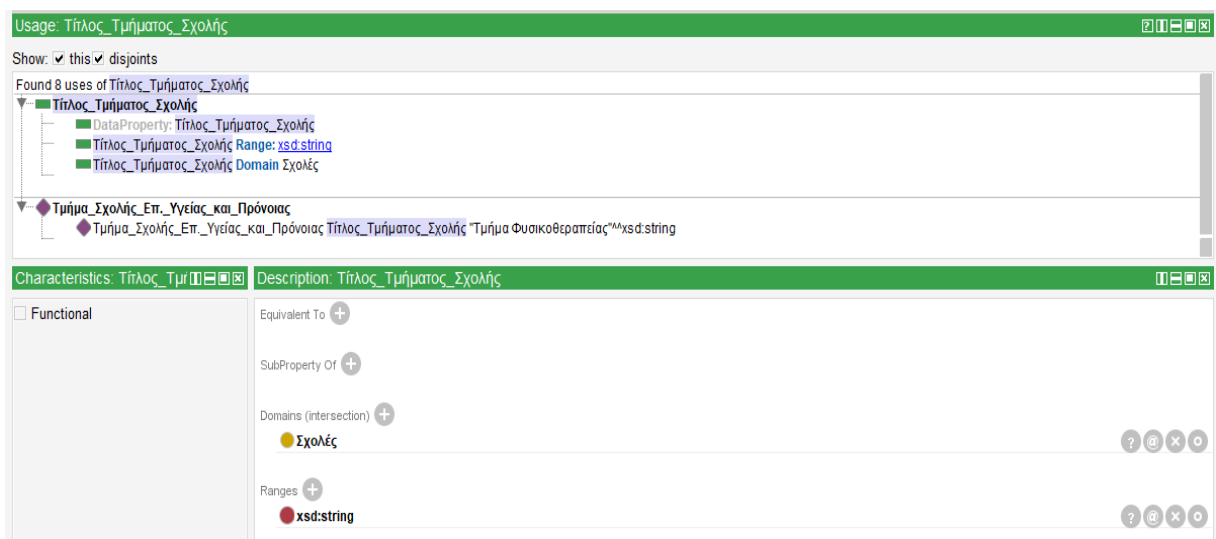 Usage: Τίτλος_Τμήματος_Σχολής
Show: this disjoints
Found 8 uses of Τίτλος_Τμήματος_Σχολής
Τίτλος_Τμήματος_Σχολής
DataProperty: Τίτλος_Τμήματος_Σχολής
Τίτλος_Τμήματος_Σχολής Range: xsd:string
Τίτλος_Τμήματος_Σχολής Domain Σχολές
Τμήμα_Σχολής_Επ._Υγείας_και_Πρόνοιας
Τμήμα_Σχολής_Επ._Υγείας_και_Πρόνοιας Τίτλος_Τμήματος_Σχολής "Τμήμα Φυσικοθεραπείας"^^xsd:string
Characteristics: Τίτλος_Τμή
Functional
Description: Τίτλος_Τμήματος_Σχολής
Equivalent To
SubProperty Of
Domains (intersection)
Σχολές
Ranges
xsd:string